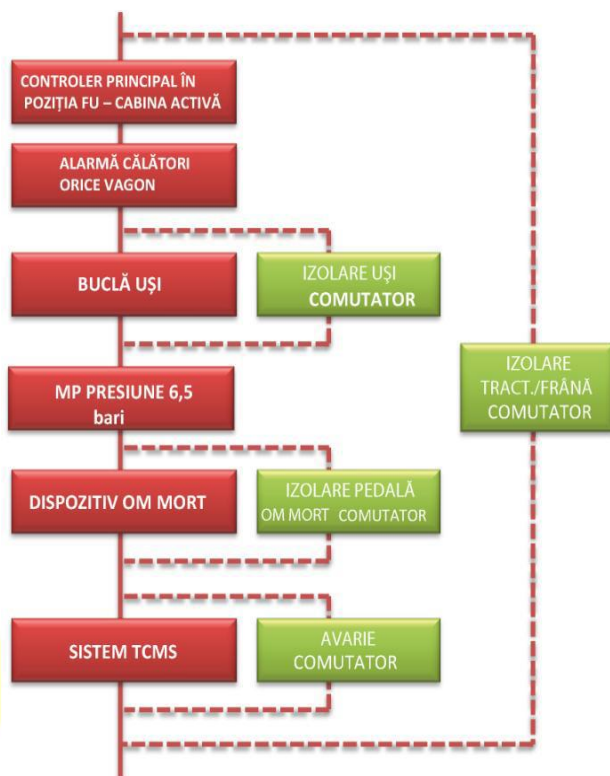 CONTROLER PRINCIPAL ÎN
POZIȚIA FU – CABINA ACTIVĂ
ALARMĂ CĂLĂTORI
ORICE VAGON
BUCLĂ UȘI
IZOLARE UȘI
COMUTATOR
MP PRESIUNE 6,5
bari
IZOLARE
TRACT./FRÂNĂ
COMUTATOR
DISPOZITIV OM MORT
IZOLARE PEDALĂ
OM MORT COMUTATOR
SISTEM TCMS
AVARIE
COMUTATOR